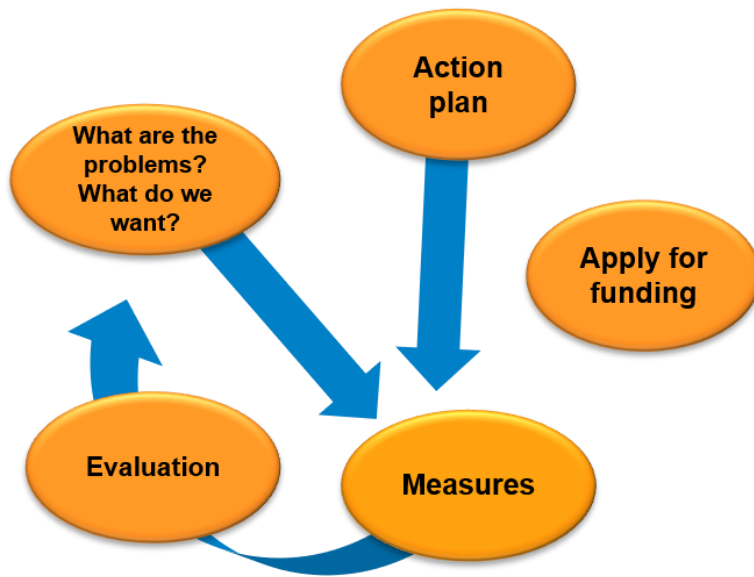 Action
plan
What are the
problems?
What do we
want?
Apply for
funding
Evaluation
Measures